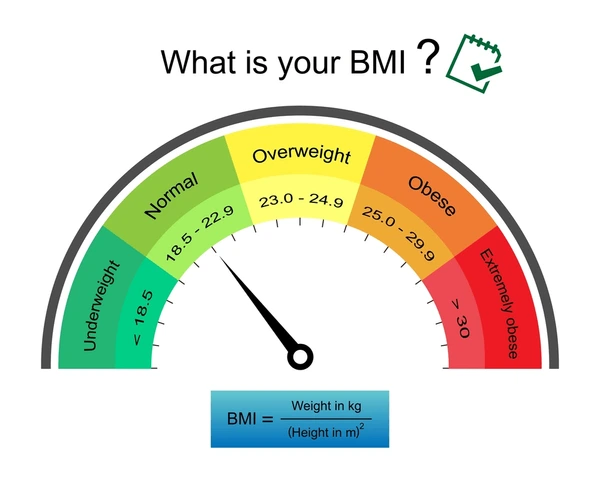 What is your BMI ?
Underweight
< 18.5
Normal
18.5 - 22.9
Overweight
23.0 - 24.9
Obese
25.0 - 29.9
Extremely obese
> 30
BMI = Weight in kg
(Height in m)²